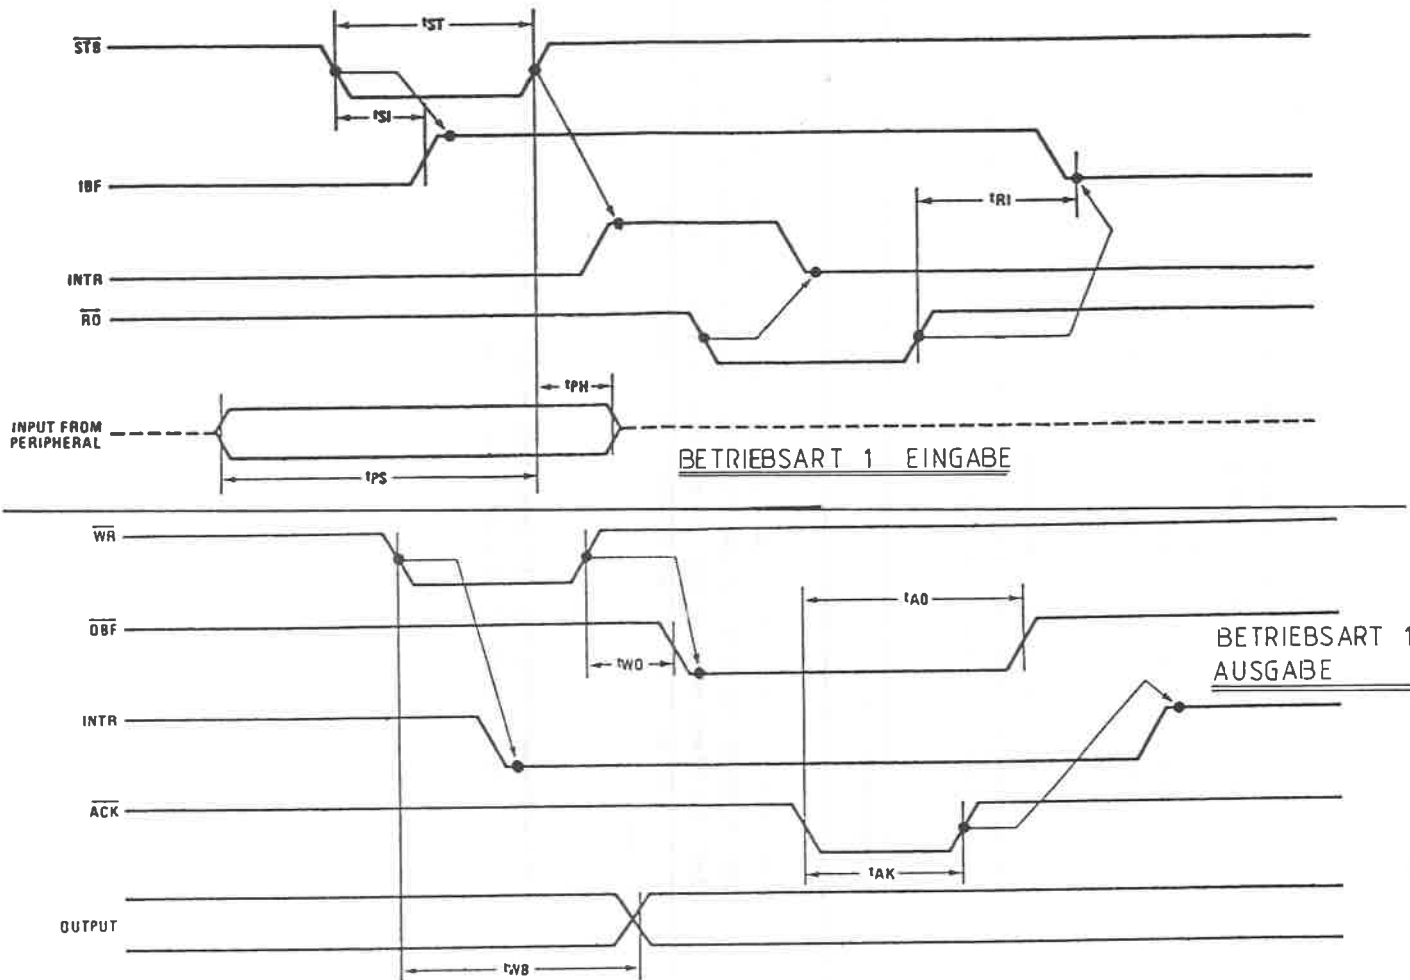 tST
STB
tSI
IBF
tRI
INTR
RD
tPH
INPUT FROM
PERIPHERAL
tPS
BETRIEBSART 1 EINGABE
WR
tAO
OBF
tWO
BETRIEBSART 1
AUSGABE
INTR
ACK
tAK
OUTPUT
tWB